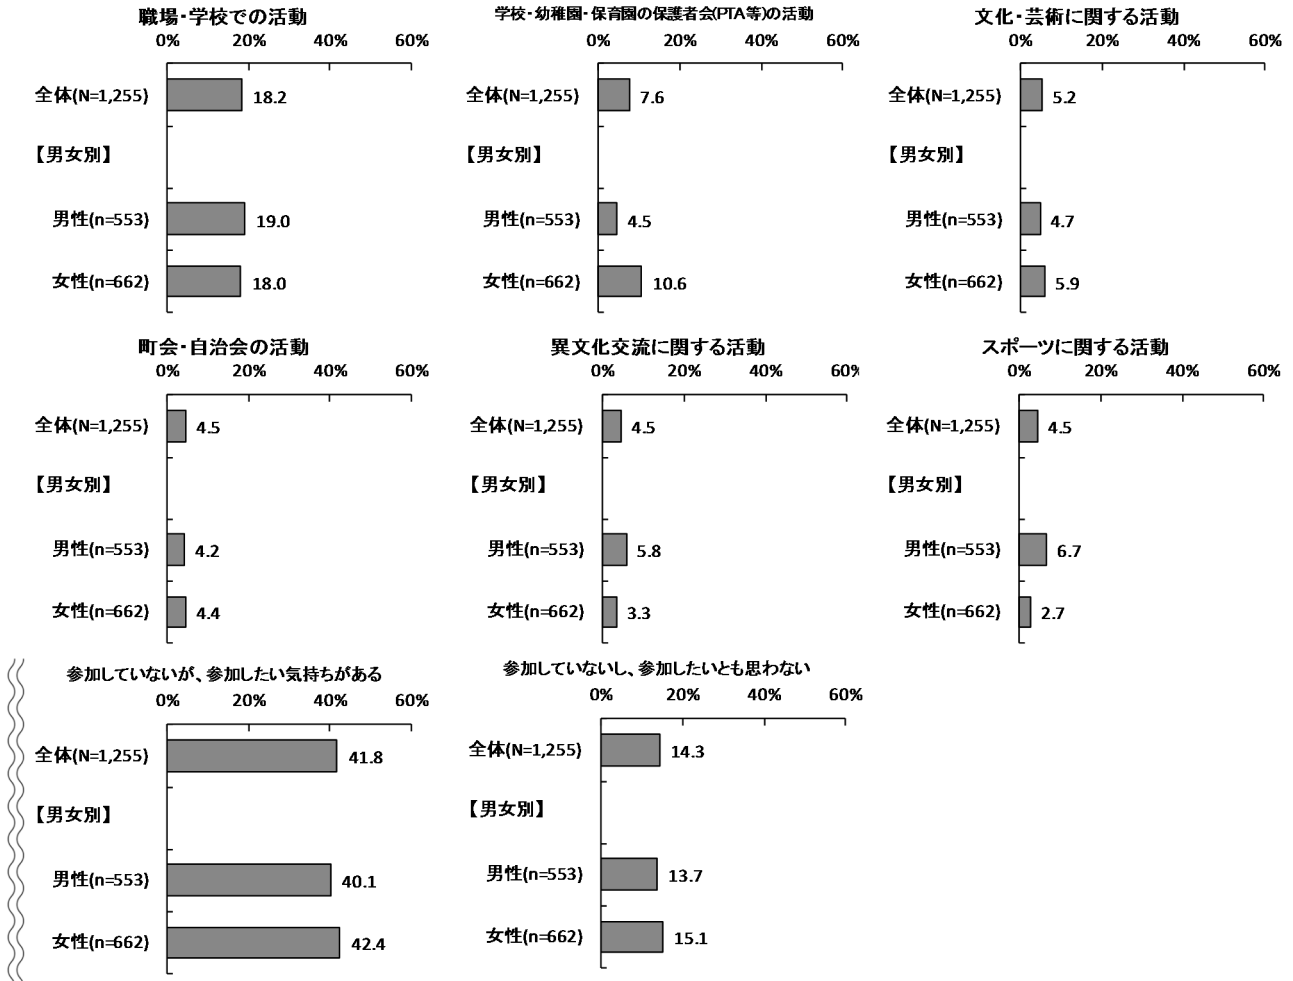 職場・学校での活動
0% 20% 40% 60%
全体(N=1,255) 18.2
【男女別】
男性(n=553) 19.0
女性(n=662) 18.0
学校・幼稚園・保育園の保護者会(PTA等)の活動
0% 20% 40% 60%
全体(N=1,255) 7.6
【男女別】
男性(n=553) 4.5
女性(n=662) 10.6
文化・芸術に関する活動
0% 20% 40% 60%
全体(N=1,255) 5.2
【男女別】
男性(n=553) 4.7
女性(n=662) 5.9
町会・自治会の活動
0% 20% 40% 60%
全体(N=1,255) 4.5
【男女別】
男性(n=553) 4.2
女性(n=662) 4.4
異文化交流に関する活動
0% 20% 40% 60%
全体(N=1,255) 4.5
【男女別】
男性(n=553) 5.8
女性(n=662) 3.3
スポーツに関する活動
0% 20% 40% 60%
全体(N=1,255) 4.5
【男女別】
男性(n=553) 6.7
女性(n=662) 2.7
参加していないが、参加したい気持ちがある
0% 20% 40% 60%
全体(N=1,255) 41.8
【男女別】
男性(n=553) 40.1
女性(n=662) 42.4
参加していないし、参加したいとも思わない
0% 20% 40% 60%
全体(N=1,255) 14.3
【男女別】
男性(n=553) 13.7
女性(n=662) 15.1